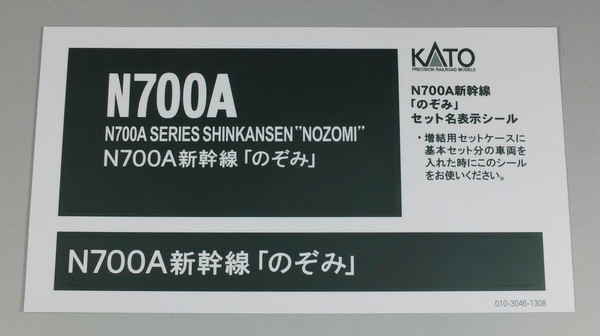 N700A
N700A SERIES SHINKANSEN "NOZOMI"
N700A新幹線「のぞみ」
N700A新幹線「のぞみ」
KATO
PRECISION RAILROAD MODELS
N700A新幹線
「のぞみ」
セット名表示シール
・増結用セットケースに
基本セット分の車両を
入れた時にこのシール
をお使いください。
010-3046-1308